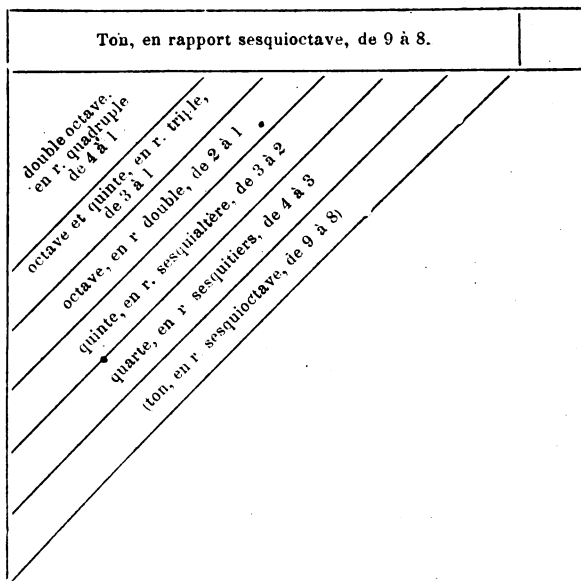 Ton, en rapport sesquioctave, de 9 à 8.
double octave.
en r. quadruple
de 4 à 1
octave et quinte, en r. triple,
de 3 à 1
octave, en r double, de 2 à 1
quinte, en r. sesquialtère, de 3 à 2
quarte, en r sesquitiers, de 4 à 3
(ton, en r sesquioctave, de 9 à 8)